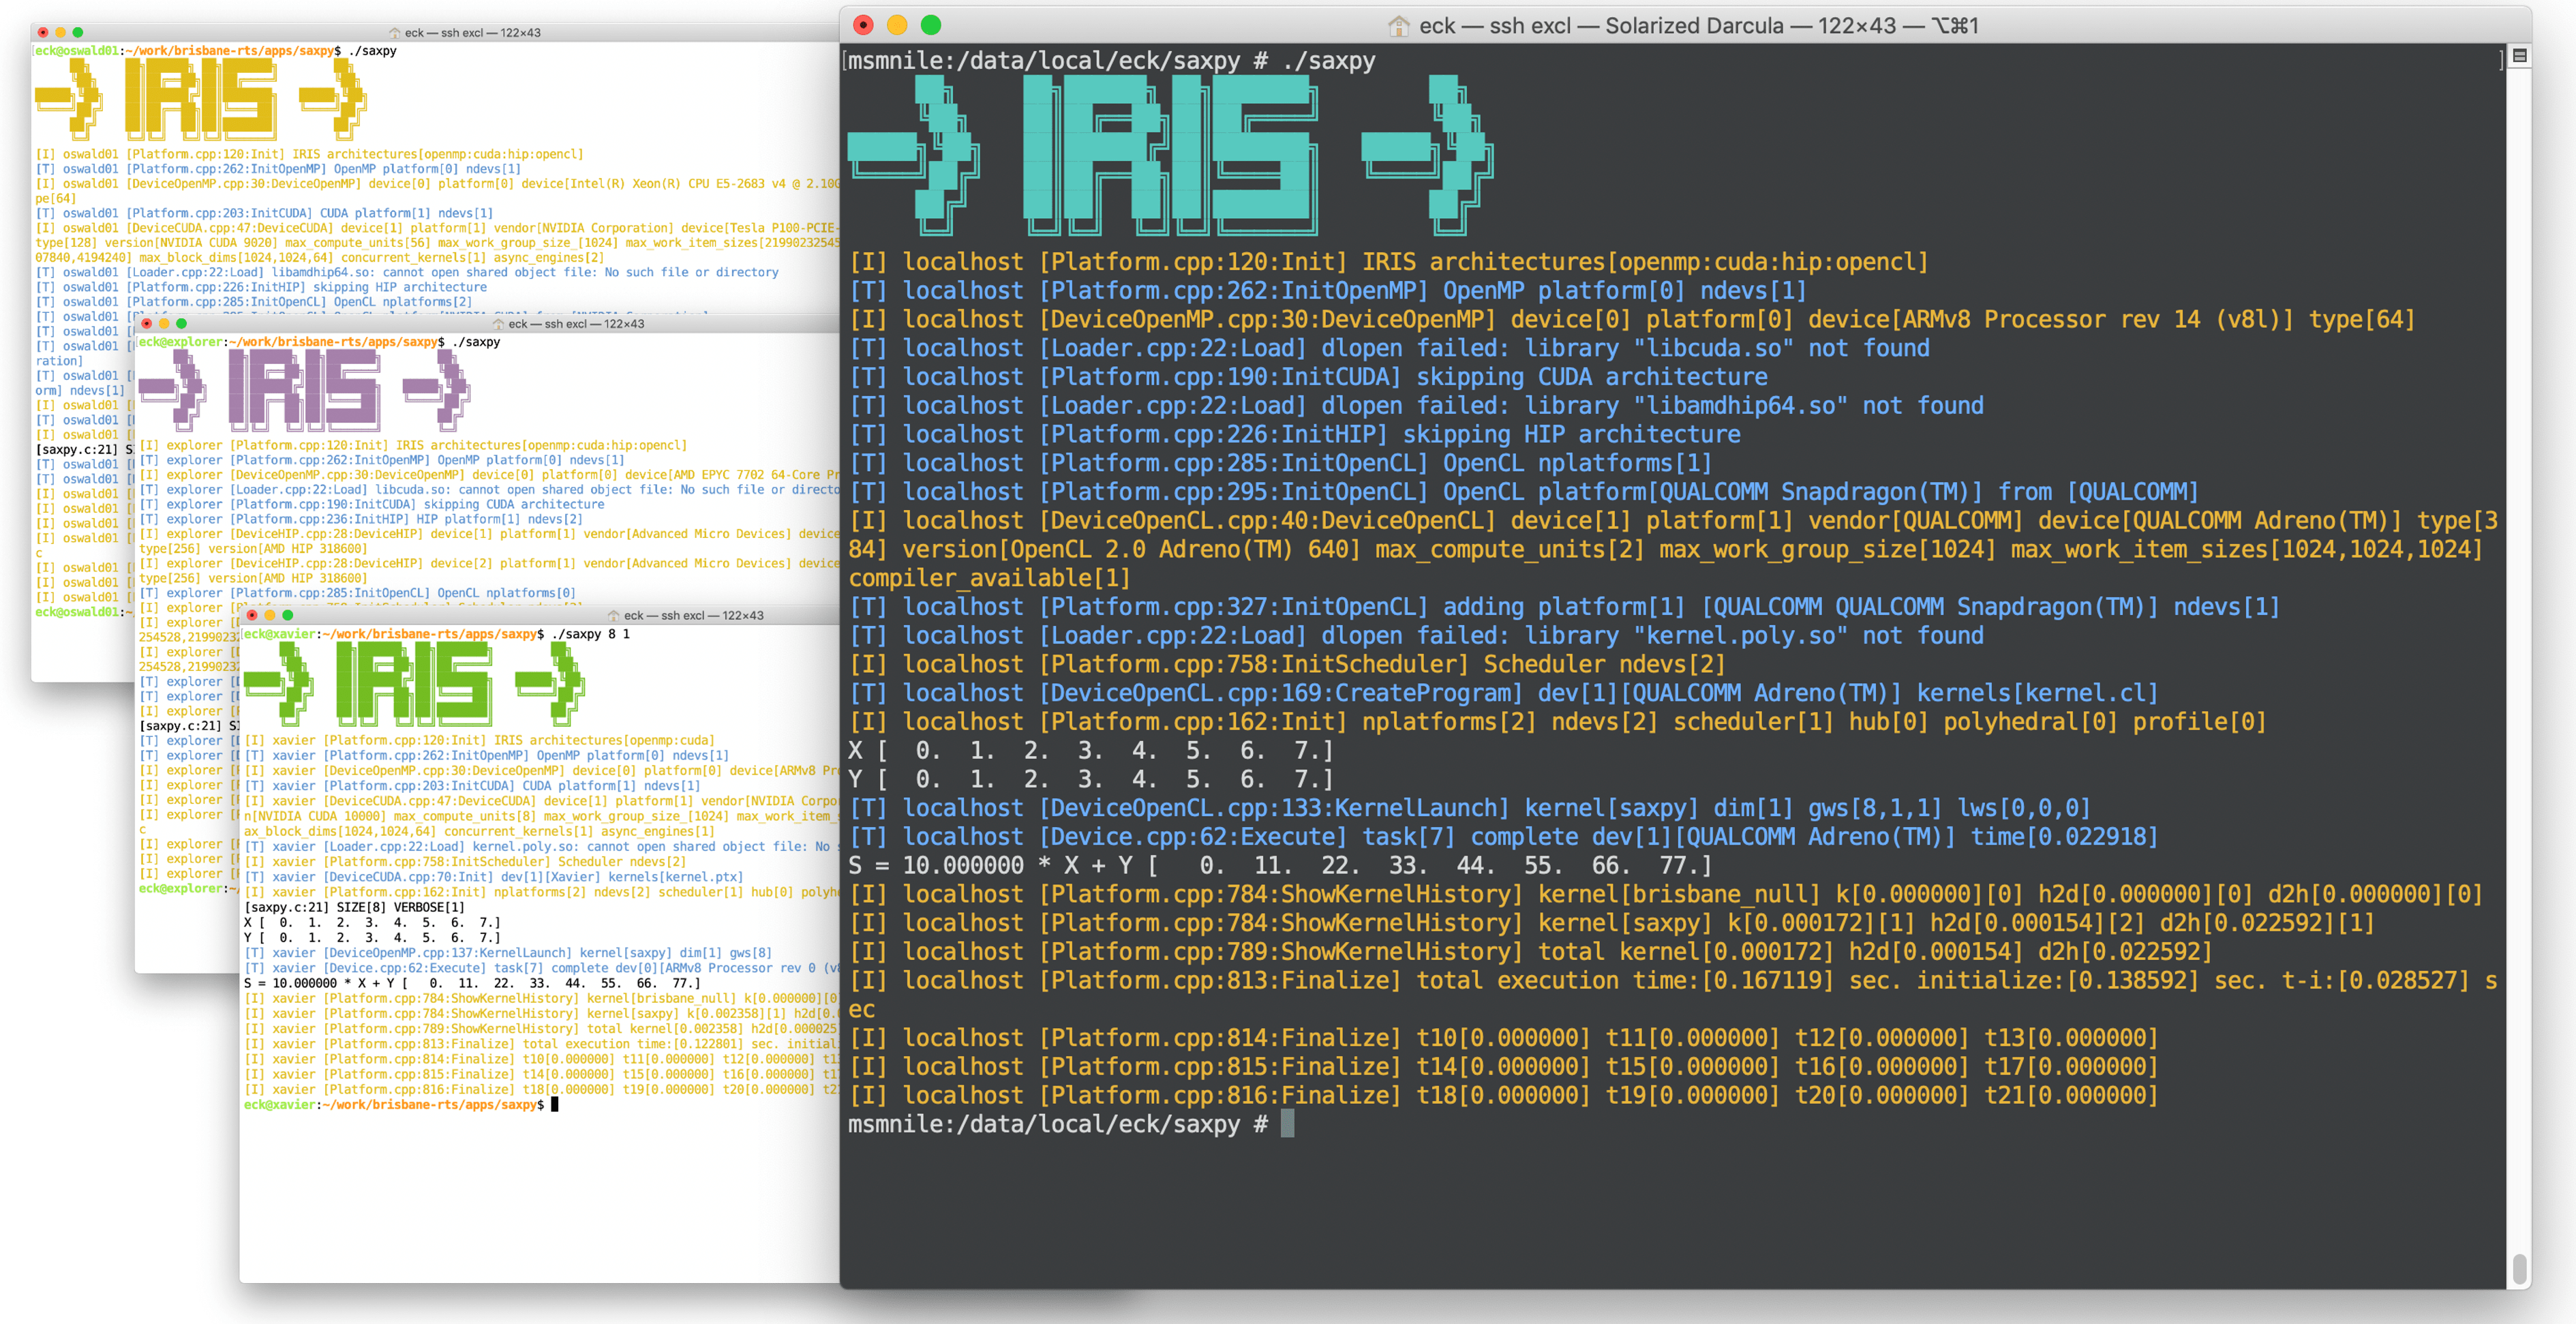 eck — ssh excl — 122×43
eck@oswald01:~/work/brisbane-rts/apps/saxpy$ ./saxpy
IRIS
[I] oswald01 [Platform.cpp:120:Init] IRIS architectures[openmp:cuda:hip:opencl]
[T] oswald01 [Platform.cpp:262:InitOpenMP] OpenMP platform[0] ndevs[1]
[I] oswald01 [DeviceOpenMP.cpp:30:DeviceOpenMP] device[0] platform[0] device[Intel(R) Xeon(R) CPU E5-2683 v4 @ 2.10G
pe[64]
[T] oswald01 [Platform.cpp:203:InitCUDA] CUDA platform[1] ndevs[1]
[I] oswald01 [DeviceCUDA.cpp:47:DeviceCUDA] device[1] platform[1] vendor[NVIDIA Corporation] device[Tesla P100-PCIE-
type[128] version[NVIDIA CUDA 9020] max_compute_units[56] max_work_group_size_[1024] max_work_item_sizes[2199023254
07840,4194240] max_block_dims[1024,1024,64] concurrent_kernels[1] async_engines[2]
[T] oswald01 [Loader.cpp:22:Load] libamdhip64.so: cannot open shared object file: No such file or directory
[T] oswald01 [Platform.cpp:226:InitHIP] skipping HIP architecture
[T] oswald01 [Platform.cpp:285:InitOpenCL] OpenCL nplatforms[2]
[T] oswald01
[T] oswald01 [
ration]
[T] oswald01 [
orm] ndevs[1]
[I] oswald01 [
[T] oswald01 [
[I] oswald01 [
[saxpy.c:21] S
[T] oswald01 [
[T] oswald01 [
[I] oswald01 [
[I] oswald01 [
[I] oswald01 [
[I] oswald01 [
c
[I] oswald01 [
[I] oswald01 [
[I] oswald01 [
eck@oswald01:~
eck — ssh excl — 122×43
eck@explorer:~/work/brisbane-rts/apps/saxpy$ ./saxpy
IRIS
[I] explorer [Platform.cpp:120:Init] IRIS architectures[openmp:cuda:hip:opencl]
[T] explorer [Platform.cpp:262:InitOpenMP] OpenMP platform[0] ndevs[1]
[I] explorer [DeviceOpenMP.cpp:30:DeviceOpenMP] device[0] platform[0] device[AMD EPYC 7702 64-Core Pr
[T] explorer [Loader.cpp:22:Load] libcuda.so: cannot open shared object file: No such file or directo
[T] explorer [Platform.cpp:190:InitCUDA] skipping CUDA architecture
[T] explorer [Platform.cpp:236:InitHIP] HIP platform[1] ndevs[2]
[I] explorer [DeviceHIP.cpp:28:DeviceHIP] device[1] platform[1] vendor[Advanced Micro Devices] device
type[256] version[AMD HIP 318600]
[I] explorer [DeviceHIP.cpp:28:DeviceHIP] device[2] platform[1] vendor[Advanced Micro Devices] device
type[256] version[AMD HIP 318600]
[T] explorer [Platform.cpp:285:InitOpenCL] OpenCL nplatforms[0]
[I] explorer
[I] explorer [
254528,2199023
[I] explorer [
254528,2199023
[T] explorer [
[T] explorer [
[I] explorer [
[saxpy.c:21] SI
[T] explorer [
[T] explorer [
[I] explorer [
[I] explorer [
[I] explorer [
[I] explorer [
c
[I] explorer [
[I] explorer [
[I] explorer [
eck@explorer:~/
eck — ssh excl — 122×43
eck@xavier:~/work/brisbane-rts/apps/saxpy$ ./saxpy 8 1
IRIS
[I] xavier [Platform.cpp:120:Init] IRIS architectures[openmp:cuda]
[T] xavier [Platform.cpp:262:InitOpenMP] OpenMP platform[0] ndevs[1]
[I] xavier [DeviceOpenMP.cpp:30:DeviceOpenMP] device[0] platform[0] device[ARMv8 Pr
[T] xavier [Platform.cpp:203:InitCUDA] CUDA platform[1] ndevs[1]
[I] xavier [DeviceCUDA.cpp:47:DeviceCUDA] device[1] platform[1] vendor[NVIDIA Corpo
n[NVIDIA CUDA 10000] max_compute_units[8] max_work_group_size_[1024] max_work_item_
ax_block_dims[1024,1024,64] concurrent_kernels[1] async_engines[1]
[T] xavier [Loader.cpp:22:Load] kernel.poly.so: cannot open shared object file: No s
[I] xavier [Platform.cpp:758:InitScheduler] Scheduler ndevs[2]
[T] xavier [DeviceCUDA.cpp:70:Init] dev[1][Xavier] kernels[kernel.ptx]
[I] xavier [Platform.cpp:162:Init] nplatforms[2] ndevs[2] scheduler[1] hub[0] polyhe
[saxpy.c:21] SIZE[8] VERBOSE[1]
X [ 0. 1. 2. 3. 4. 5. 6. 7.]
Y [ 0. 1. 2. 3. 4. 5. 6. 7.]
[T] xavier [DeviceOpenMP.cpp:137:KernelLaunch] kernel[saxpy] dim[1] gws[8]
[T] xavier [Device.cpp:62:Execute] task[7] complete dev[0][ARMv8 Processor rev 0 (v8
S = 10.000000 * X + Y [ 0. 11. 22. 33. 44. 55. 66. 77.]
[I] xavier [Platform.cpp:784:ShowKernelHistory] kernel[brisbane_null] k[0.000000][0
[I] xavier [Platform.cpp:784:ShowKernelHistory] kernel[saxpy] k[0.002358][1] h2d[0.
[I] xavier [Platform.cpp:789:ShowKernelHistory] total kernel[0.002358] h2d[0.000025
[I] xavier [Platform.cpp:813:Finalize] total execution time:[0.122801] sec. initiali
[I] xavier [Platform.cpp:814:Finalize] t10[0.000000] t11[0.000000] t12[0.000000] t1
[I] xavier [Platform.cpp:815:Finalize] t14[0.000000] t15[0.000000] t16[0.000000] t1
[I] xavier [Platform.cpp:816:Finalize] t18[0.000000] t19[0.000000] t20[0.000000] t2
eck@xavier:~/work/brisbane-rts/apps/saxpy$
eck — ssh excl — Solarized Darcula — 122×43 — ⌥⌘1
[msmnile:/data/local/eck/saxpy # ./saxpy ]
IRIS
[I] localhost [Platform.cpp:120:Init] IRIS architectures[openmp:cuda:hip:opencl]
[T] localhost [Platform.cpp:262:InitOpenMP] OpenMP platform[0] ndevs[1]
[I] localhost [DeviceOpenMP.cpp:30:DeviceOpenMP] device[0] platform[0] device[ARMv8 Processor rev 14 (v8l)] type[64]
[T] localhost [Loader.cpp:22:Load] dlopen failed: library "libcuda.so" not found
[T] localhost [Platform.cpp:190:InitCUDA] skipping CUDA architecture
[T] localhost [Loader.cpp:22:Load] dlopen failed: library "libamdhip64.so" not found
[T] localhost [Platform.cpp:226:InitHIP] skipping HIP architecture
[T] localhost [Platform.cpp:285:InitOpenCL] OpenCL nplatforms[1]
[T] localhost [Platform.cpp:295:InitOpenCL] OpenCL platform[QUALCOMM Snapdragon(TM)] from [QUALCOMM]
[I] localhost [DeviceOpenCL.cpp:40:DeviceOpenCL] device[1] platform[1] vendor[QUALCOMM] device[QUALCOMM Adreno(TM)] type[3
84] version[OpenCL 2.0 Adreno(TM) 640] max_compute_units[2] max_work_group_size[1024] max_work_item_sizes[1024,1024,1024]
compiler_available[1]
[T] localhost [Platform.cpp:327:InitOpenCL] adding platform[1] [QUALCOMM QUALCOMM Snapdragon(TM)] ndevs[1]
[T] localhost [Loader.cpp:22:Load] dlopen failed: library "kernel.poly.so" not found
[I] localhost [Platform.cpp:758:InitScheduler] Scheduler ndevs[2]
[T] localhost [DeviceOpenCL.cpp:169:CreateProgram] dev[1][QUALCOMM Adreno(TM)] kernels[kernel.cl]
[I] localhost [Platform.cpp:162:Init] nplatforms[2] ndevs[2] scheduler[1] hub[0] polyhedral[0] profile[0]
X [ 0. 1. 2. 3. 4. 5. 6. 7.]
Y [ 0. 1. 2. 3. 4. 5. 6. 7.]
[T] localhost [DeviceOpenCL.cpp:133:KernelLaunch] kernel[saxpy] dim[1] gws[8,1,1] lws[0,0,0]
[T] localhost [Device.cpp:62:Execute] task[7] complete dev[1][QUALCOMM Adreno(TM)] time[0.022918]
S = 10.000000 * X + Y [ 0. 11. 22. 33. 44. 55. 66. 77.]
[I] localhost [Platform.cpp:784:ShowKernelHistory] kernel[brisbane_null] k[0.000000][0] h2d[0.000000][0] d2h[0.000000][0]
[I] localhost [Platform.cpp:784:ShowKernelHistory] kernel[saxpy] k[0.000172][1] h2d[0.000154][2] d2h[0.022592][1]
[I] localhost [Platform.cpp:789:ShowKernelHistory] total kernel[0.000172] h2d[0.000154] d2h[0.022592]
[I] localhost [Platform.cpp:813:Finalize] total execution time:[0.167119] sec. initialize:[0.138592] sec. t-i:[0.028527] s
ec
[I] localhost [Platform.cpp:814:Finalize] t10[0.000000] t11[0.000000] t12[0.000000] t13[0.000000]
[I] localhost [Platform.cpp:815:Finalize] t14[0.000000] t15[0.000000] t16[0.000000] t17[0.000000]
[I] localhost [Platform.cpp:816:Finalize] t18[0.000000] t19[0.000000] t20[0.000000] t21[0.000000]
msmnile:/data/local/eck/saxpy #